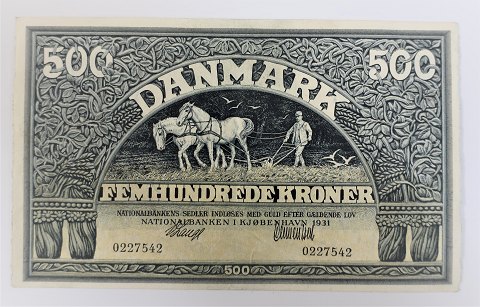 500 500
DANMARK
FEMHUNDREDE KRONER
NATIONALBANKENS SEDLER INDLØSES MED GULD EFTER GÆLDENDE LOV
NATIONALBANKEN I KJØBENHAVN 1931
0227542 0227542
500